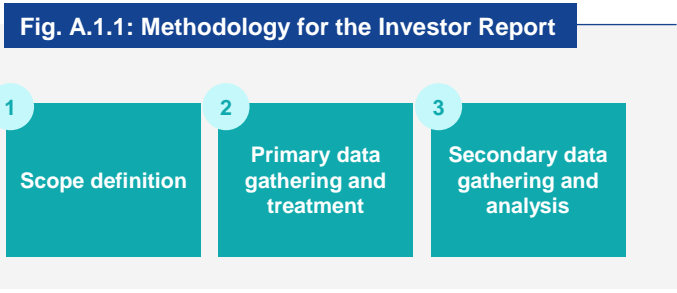 Fig. A.1.1: Methodology for the Investor Report
1
Scope definition
2
Primary data
gathering and
treatment
3
Secondary data
gathering and
analysis